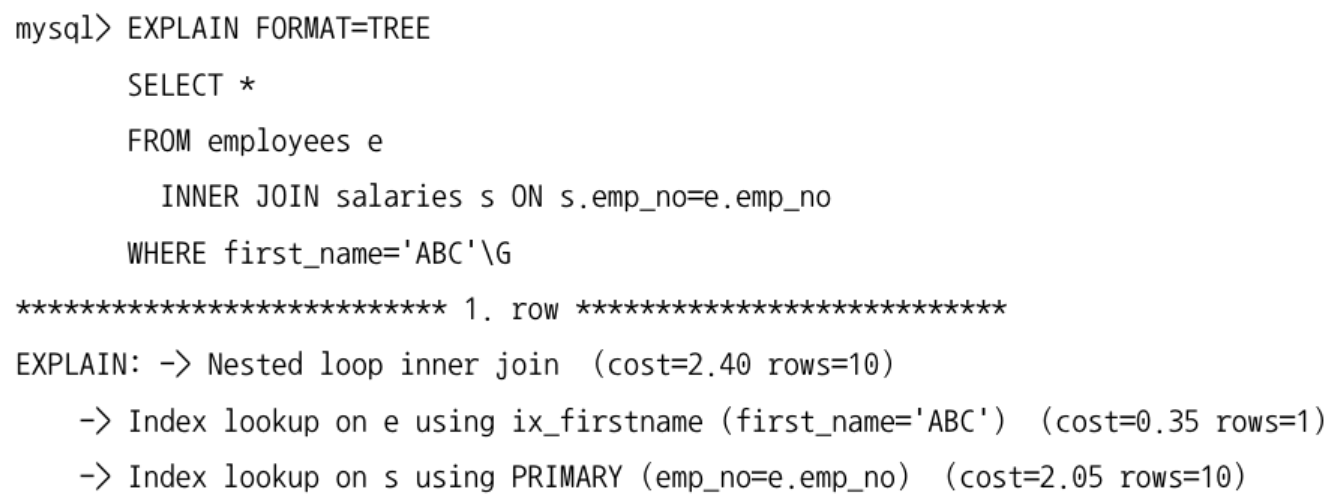 mysql> EXPLAIN FORMAT=TREE
SELECT *
FROM employees e
INNER JOIN salaries s ON s.emp_no=e.emp_no
WHERE first_name='ABC'\G
*************************** 1. row ***************************
EXPLAIN: -> Nested loop inner join (cost=2.40 rows=10)
-> Index lookup on e using ix_firstname (first_name='ABC') (cost=0.35 rows=1)
-> Index lookup on s using PRIMARY (emp_no=e.emp_no) (cost=2.05 rows=10)